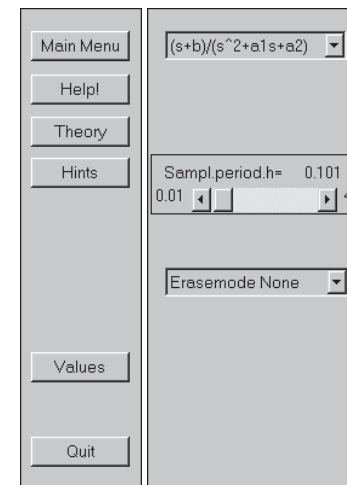 Main Menu
Help!
Theory
Hints
Values
Quit
(s+b)/(s^2+a1s+a2)
Sampl.period.h= 0.101
0.01
Erasemode None